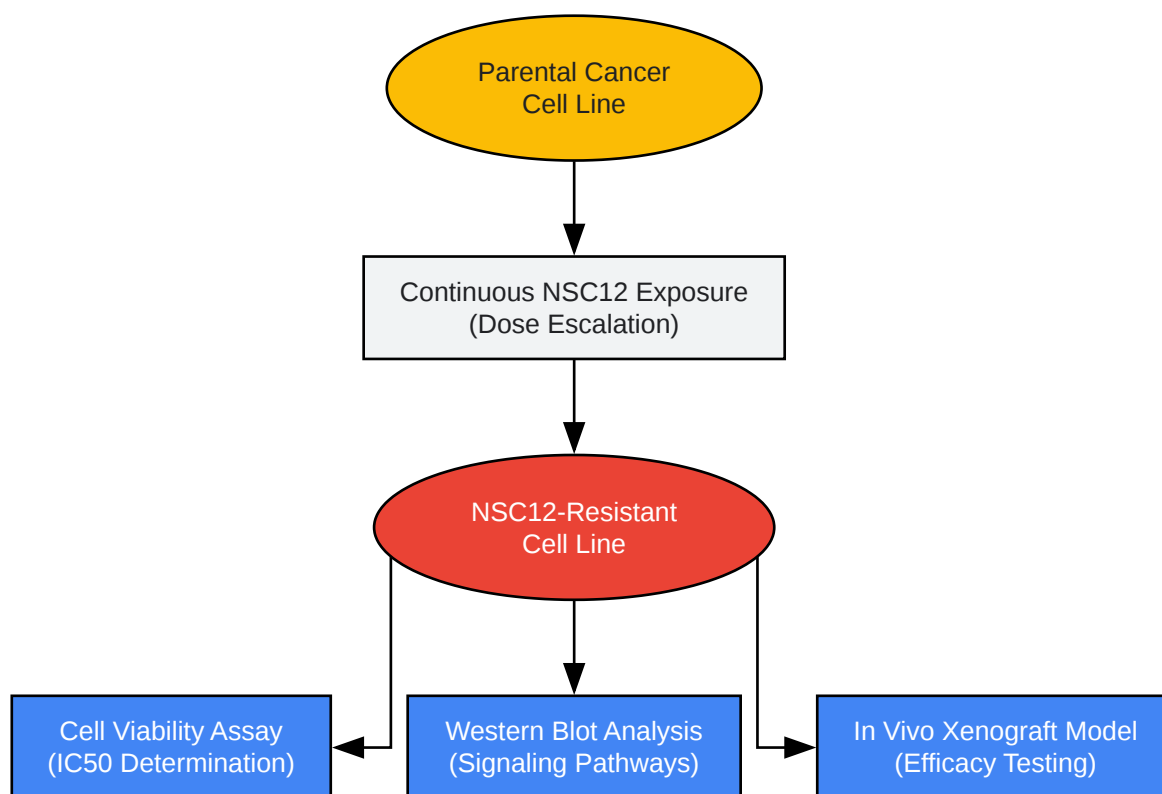 Parental Cancer
Cell Line
Continuous NSC12 Exposure
(Dose Escalation)
NSC12-Resistant
Cell Line
Cell Viability Assay
(IC50 Determination)
Western Blot Analysis
(Signaling Pathways)
In Vivo Xenograft Model
(Efficacy Testing)